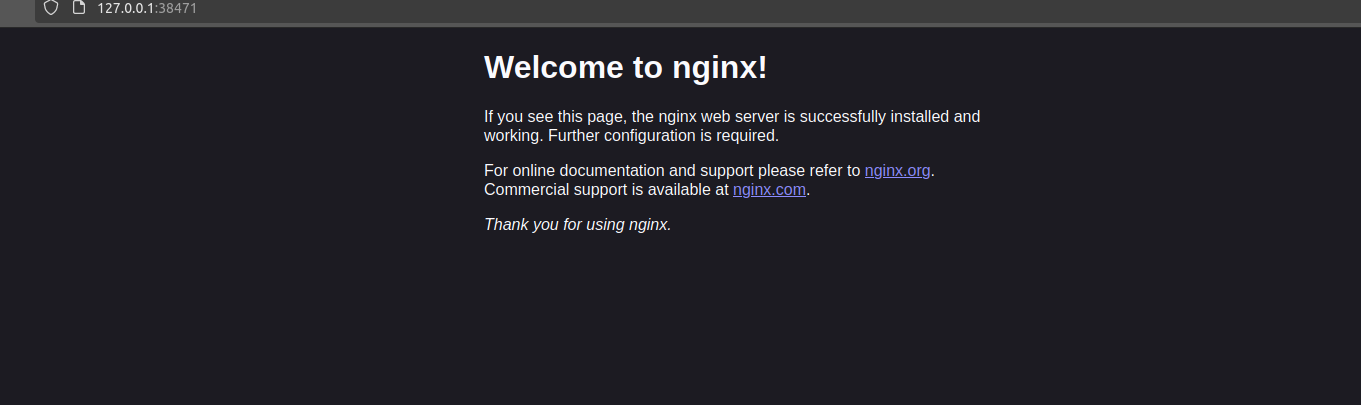 127.0.0.1:38471
Welcome to nginx!
If you see this page, the nginx web server is successfully installed and
working. Further configuration is required.
For online documentation and support please refer to nginx.org.
Commercial support is available at nginx.com.
Thank you for using nginx.